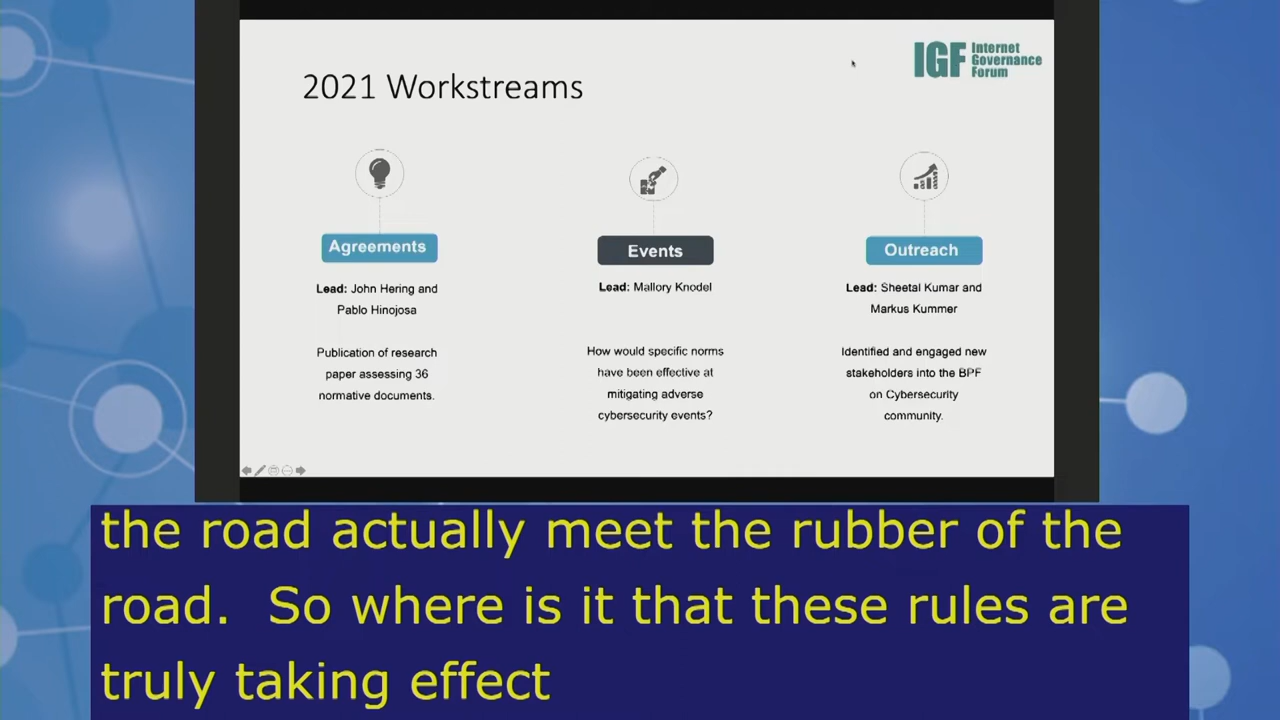 IGF Internet
Governance
Forum
2021 Workstreams
Agreements
Lead: John Hering and
Pablo Hinojosa
Publication of research
paper assessing 36
normative documents.
Events
Lead: Mallory Knodel
How would specific norms
have been effective at
mitigating adverse
cybersecurity events?
Outreach
Lead: Sheetal Kumar and
Markus Kummer
Identified and engaged new
stakeholders into the BPF
on Cybersecurity
community.
the road actually meet the rubber of the
road.  So where is it that these rules are
truly taking effect